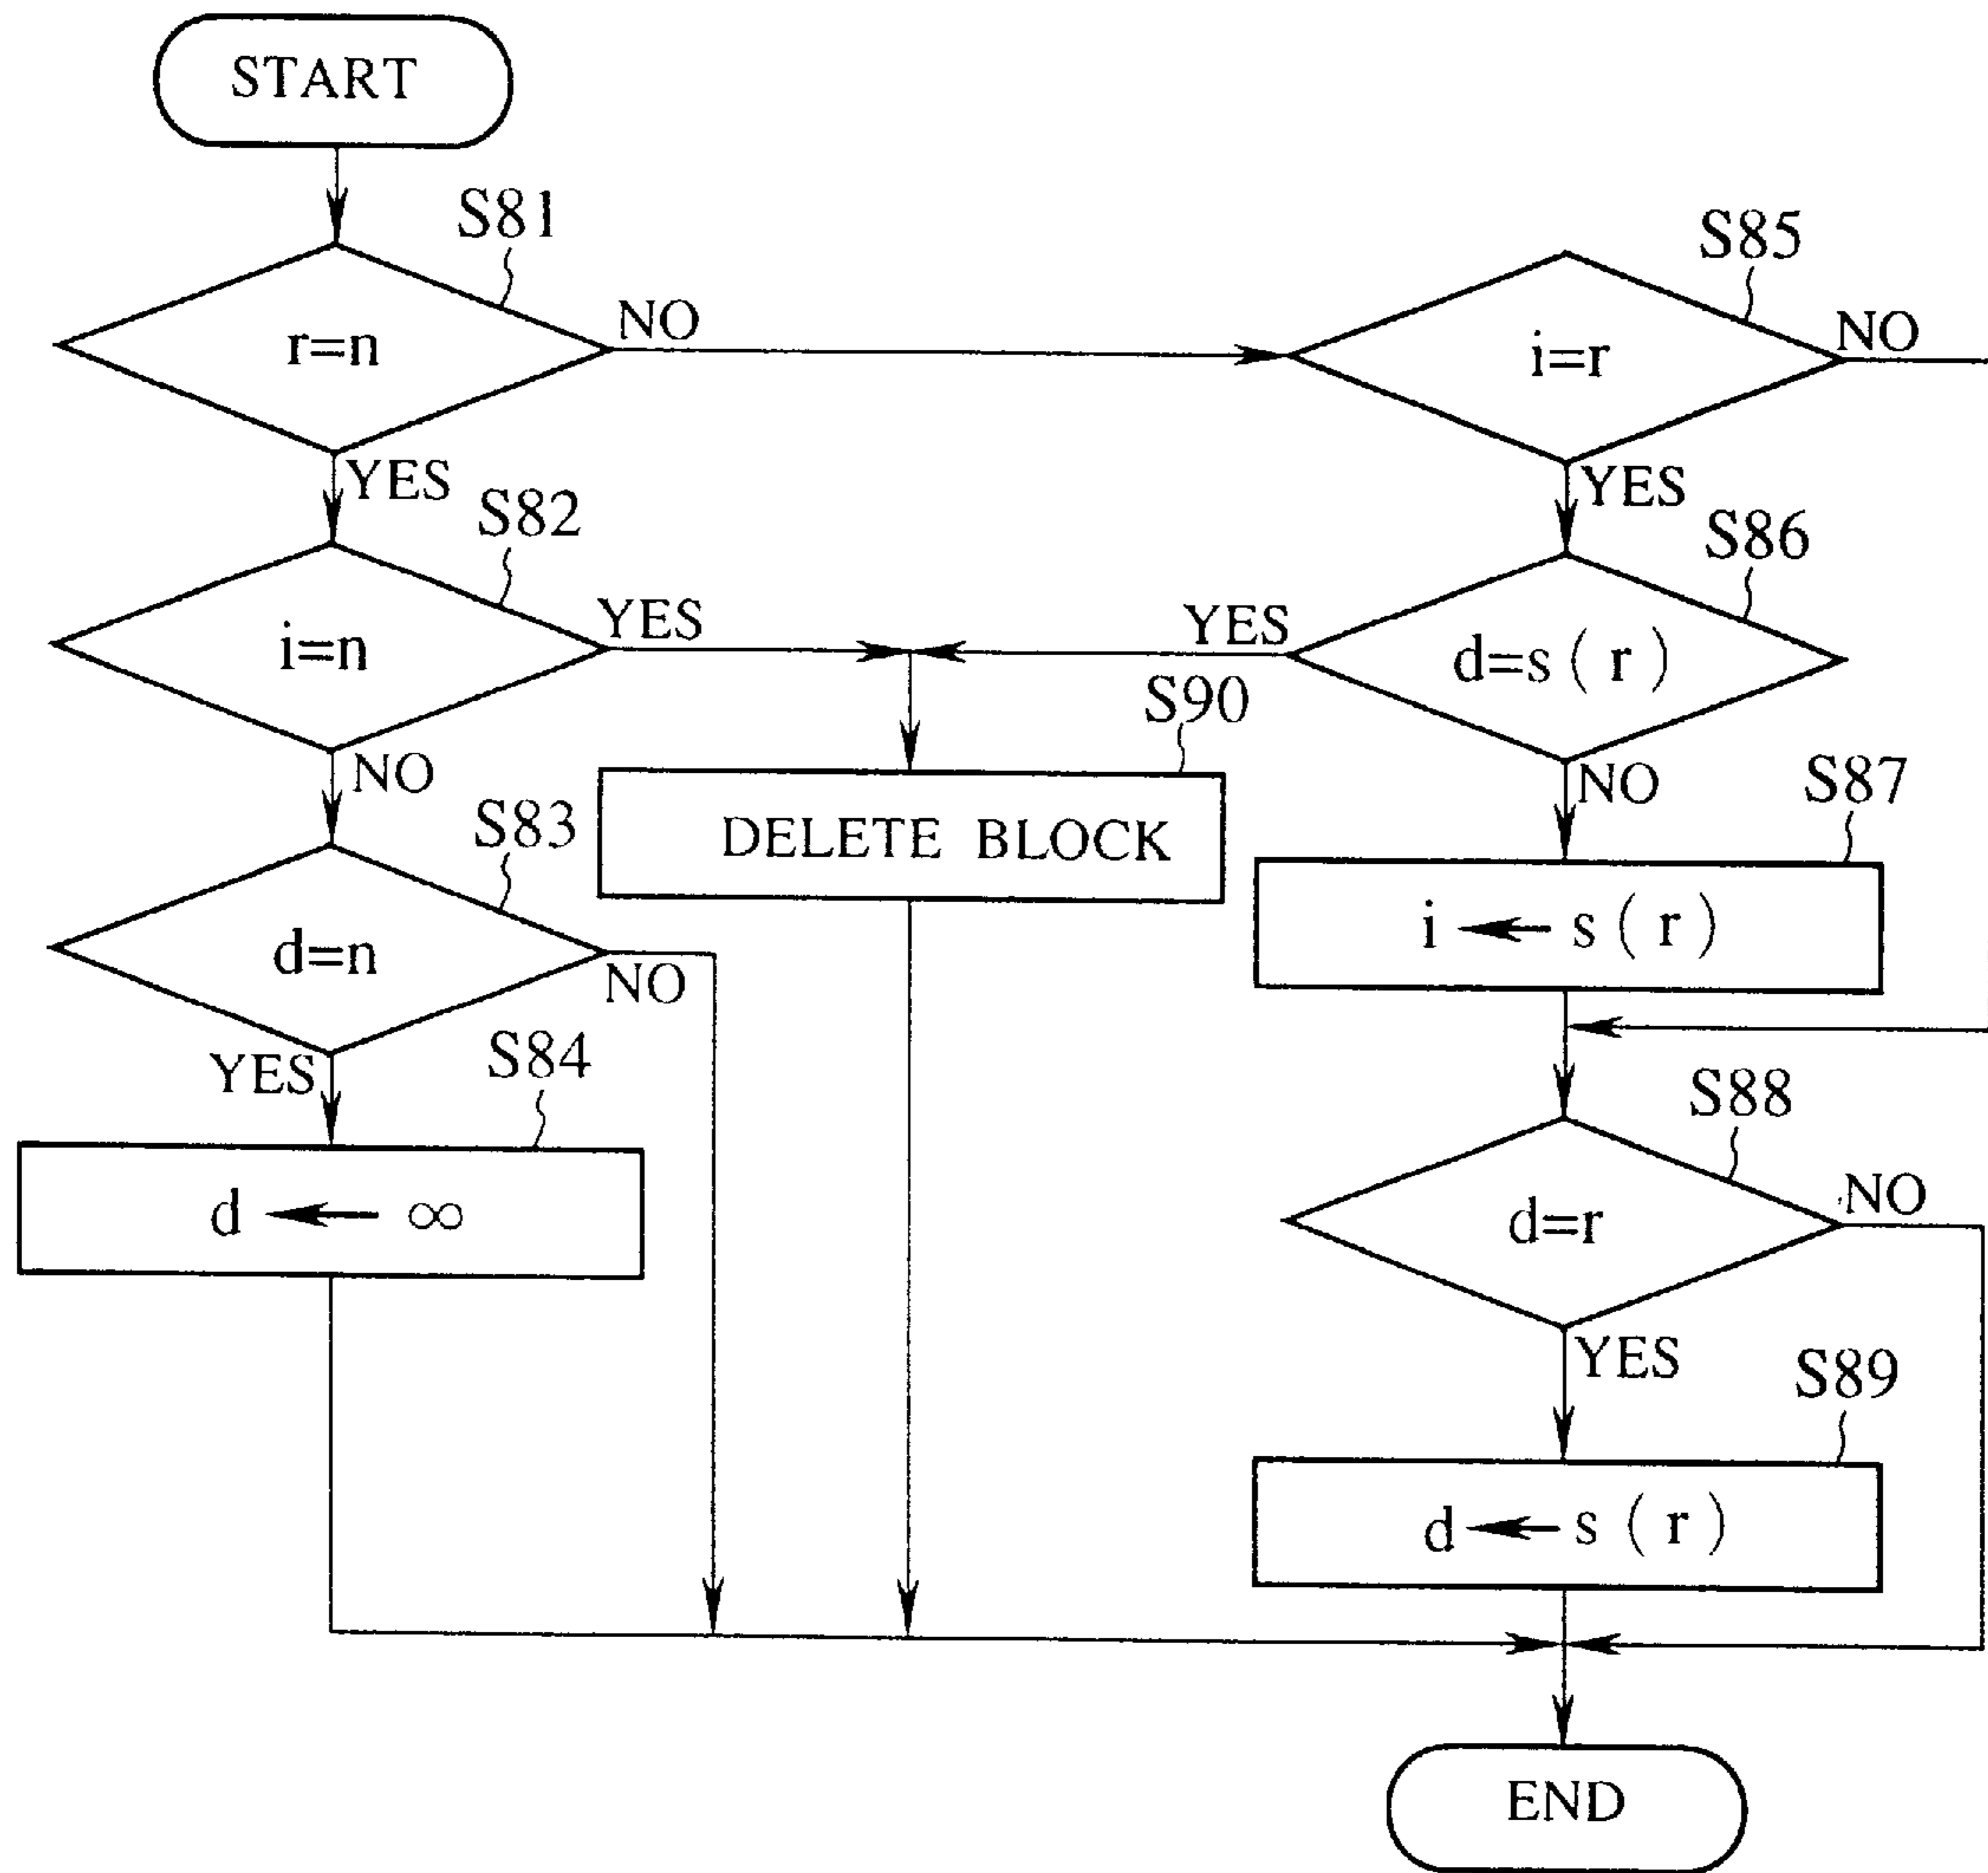 START
S81
r=n
NO
YES
S82
i=n
YES
NO
S83
d=n
NO
YES
S84
d ← ∞
S90
DELETE BLOCK
S85
i=r
NO
YES
S86
d=s(r)
YES
NO
S87
i ← s(r)
S88
d=r
NO
YES
S89
d ← s(r)
END